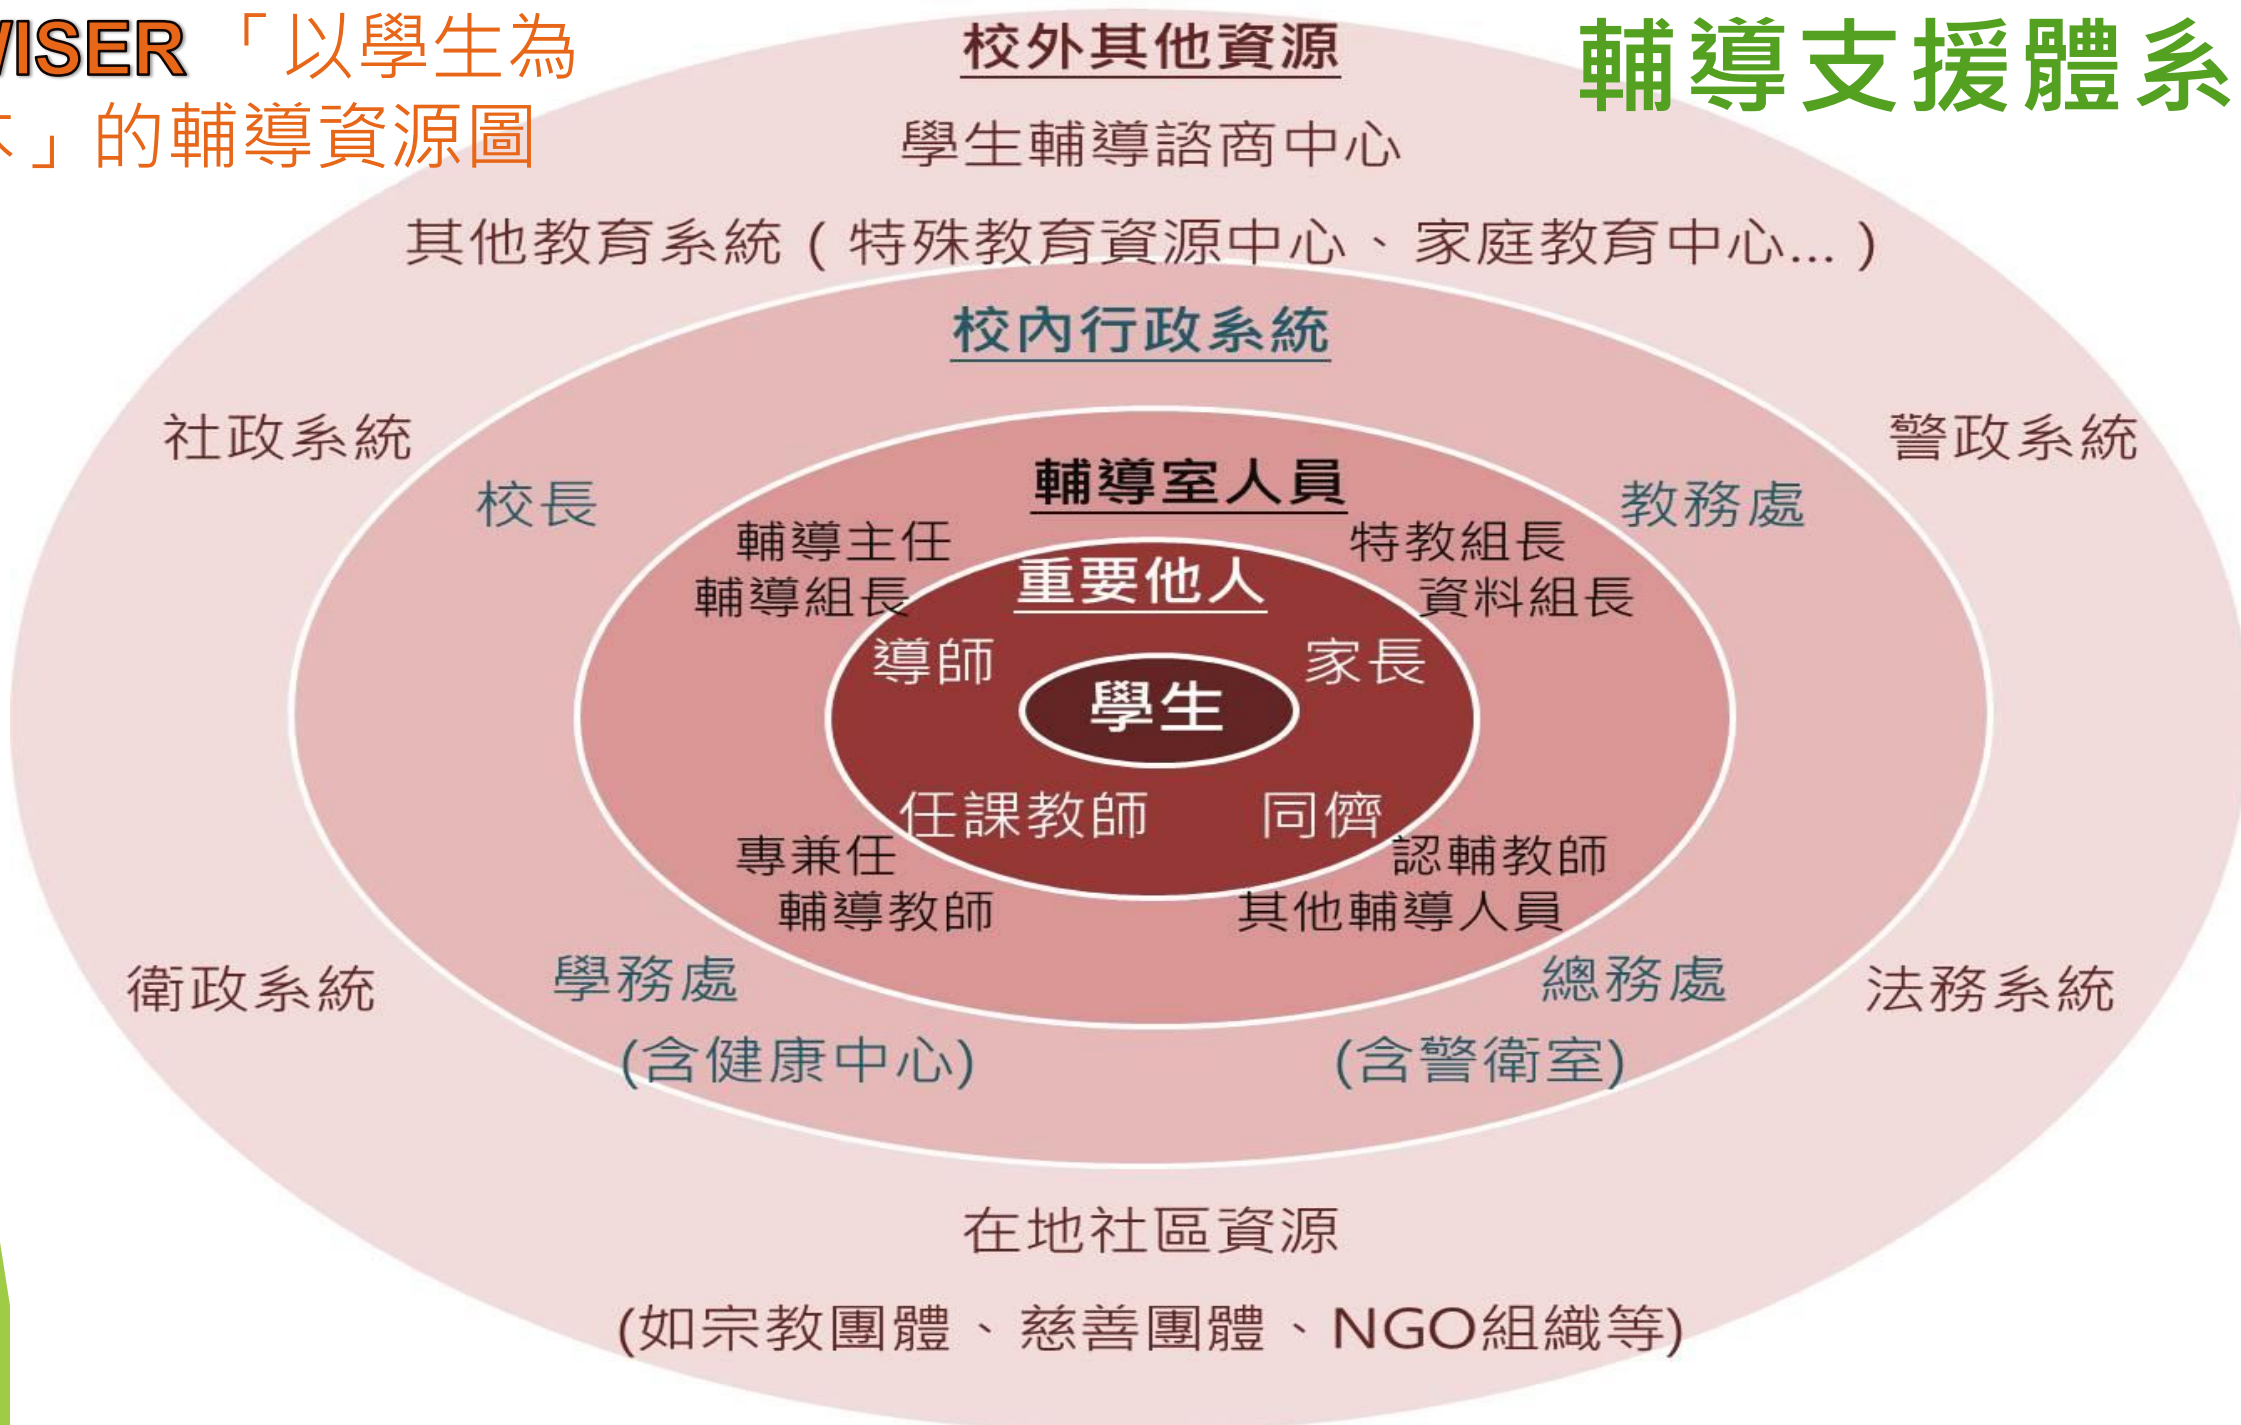 WISER「以學生為
本」的輔導資源圖
輔導支援體系
校外其他資源
學生輔導諮商中心
其他教育系統（特殊教育資源中心、家庭教育中心...）
校內行政系統
社政系統
警政系統
校長
教務處
輔導室人員
輔導主任
特教組長
輔導組長
資料組長
重要他人
導師
家長
學生
任課教師
同儕
專兼任
輔導教師
認輔教師
其他輔導人員
衛政系統
學務處
(含健康中心)
總務處
(含警衛室)
法務系統
在地社區資源
(如宗教團體、慈善團體、NGO組織等)